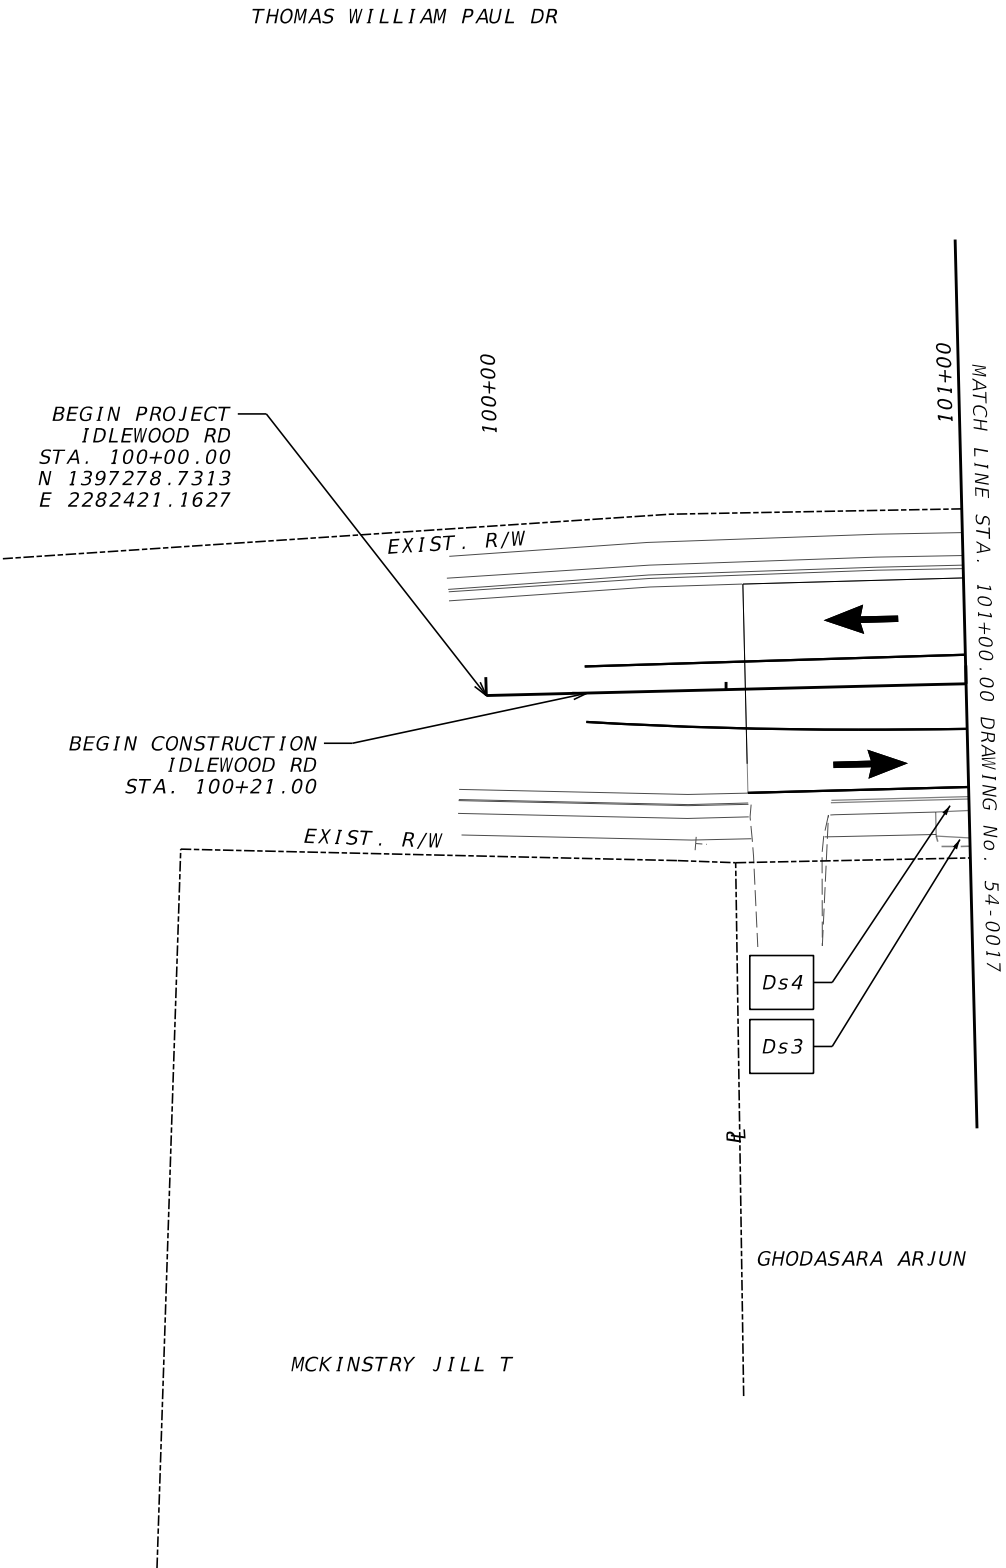 THOMAS WILLIAM PAUL DR
100+00
101+00
MATCH LINE STA. 101+00.00 DRAWING No. 54-0017
BEGIN PROJECT
IDLEWOOD RD
STA. 100+00.00
N 1397278.7313
E 2282421.1627
EXIST. R/W
BEGIN CONSTRUCTION
IDLEWOOD RD
STA. 100+21.00
EXIST. R/W
Ds4
Ds3
PL
GHODASARA ARJUN
MCKINSTRY JILL T